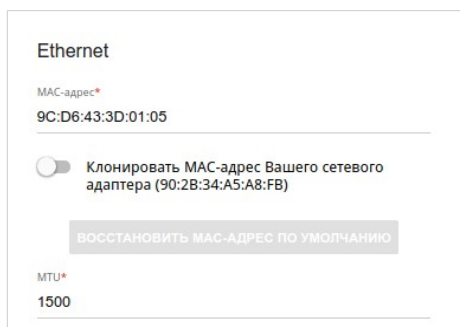 Ethernet
MAC-адрес*
9C:D6:43:3D:01:05
Клонировать MAC-адрес Вашего сетевого
адаптера (90:2B:34:A5:A8:FB)
ВОССТАНОВИТЬ MAC-АДРЕС ПО УМОЛЧАНИЮ
MTU*
1500